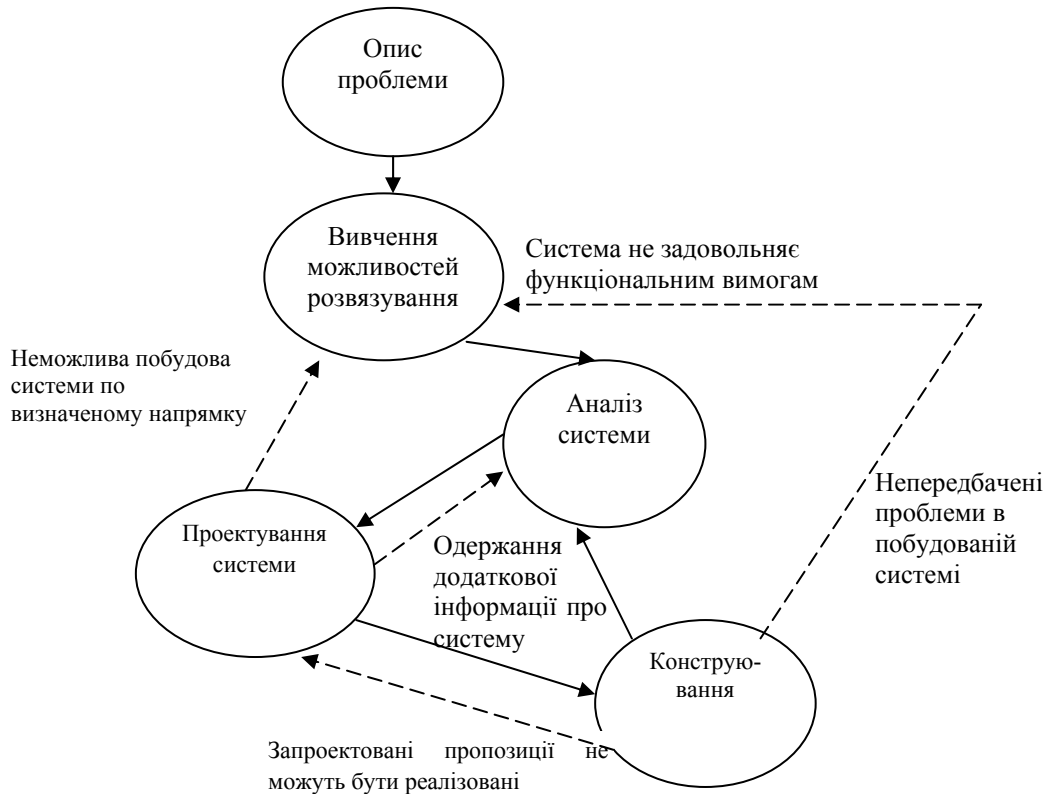 Опис
проблеми
Вивчення
можливостей
розвязування
Система не задовольняє
функціональним вимогам
Неможлива побудова
системи по
визначеному напрямку
Аналіз
системи
Непередбачені
проблеми в
побудованій
системі
Проектування
системи
Одержання
додаткової
інформації про
систему
Конструю-
вання
Запроектовані пропозиції не
можуть бути реалізовані